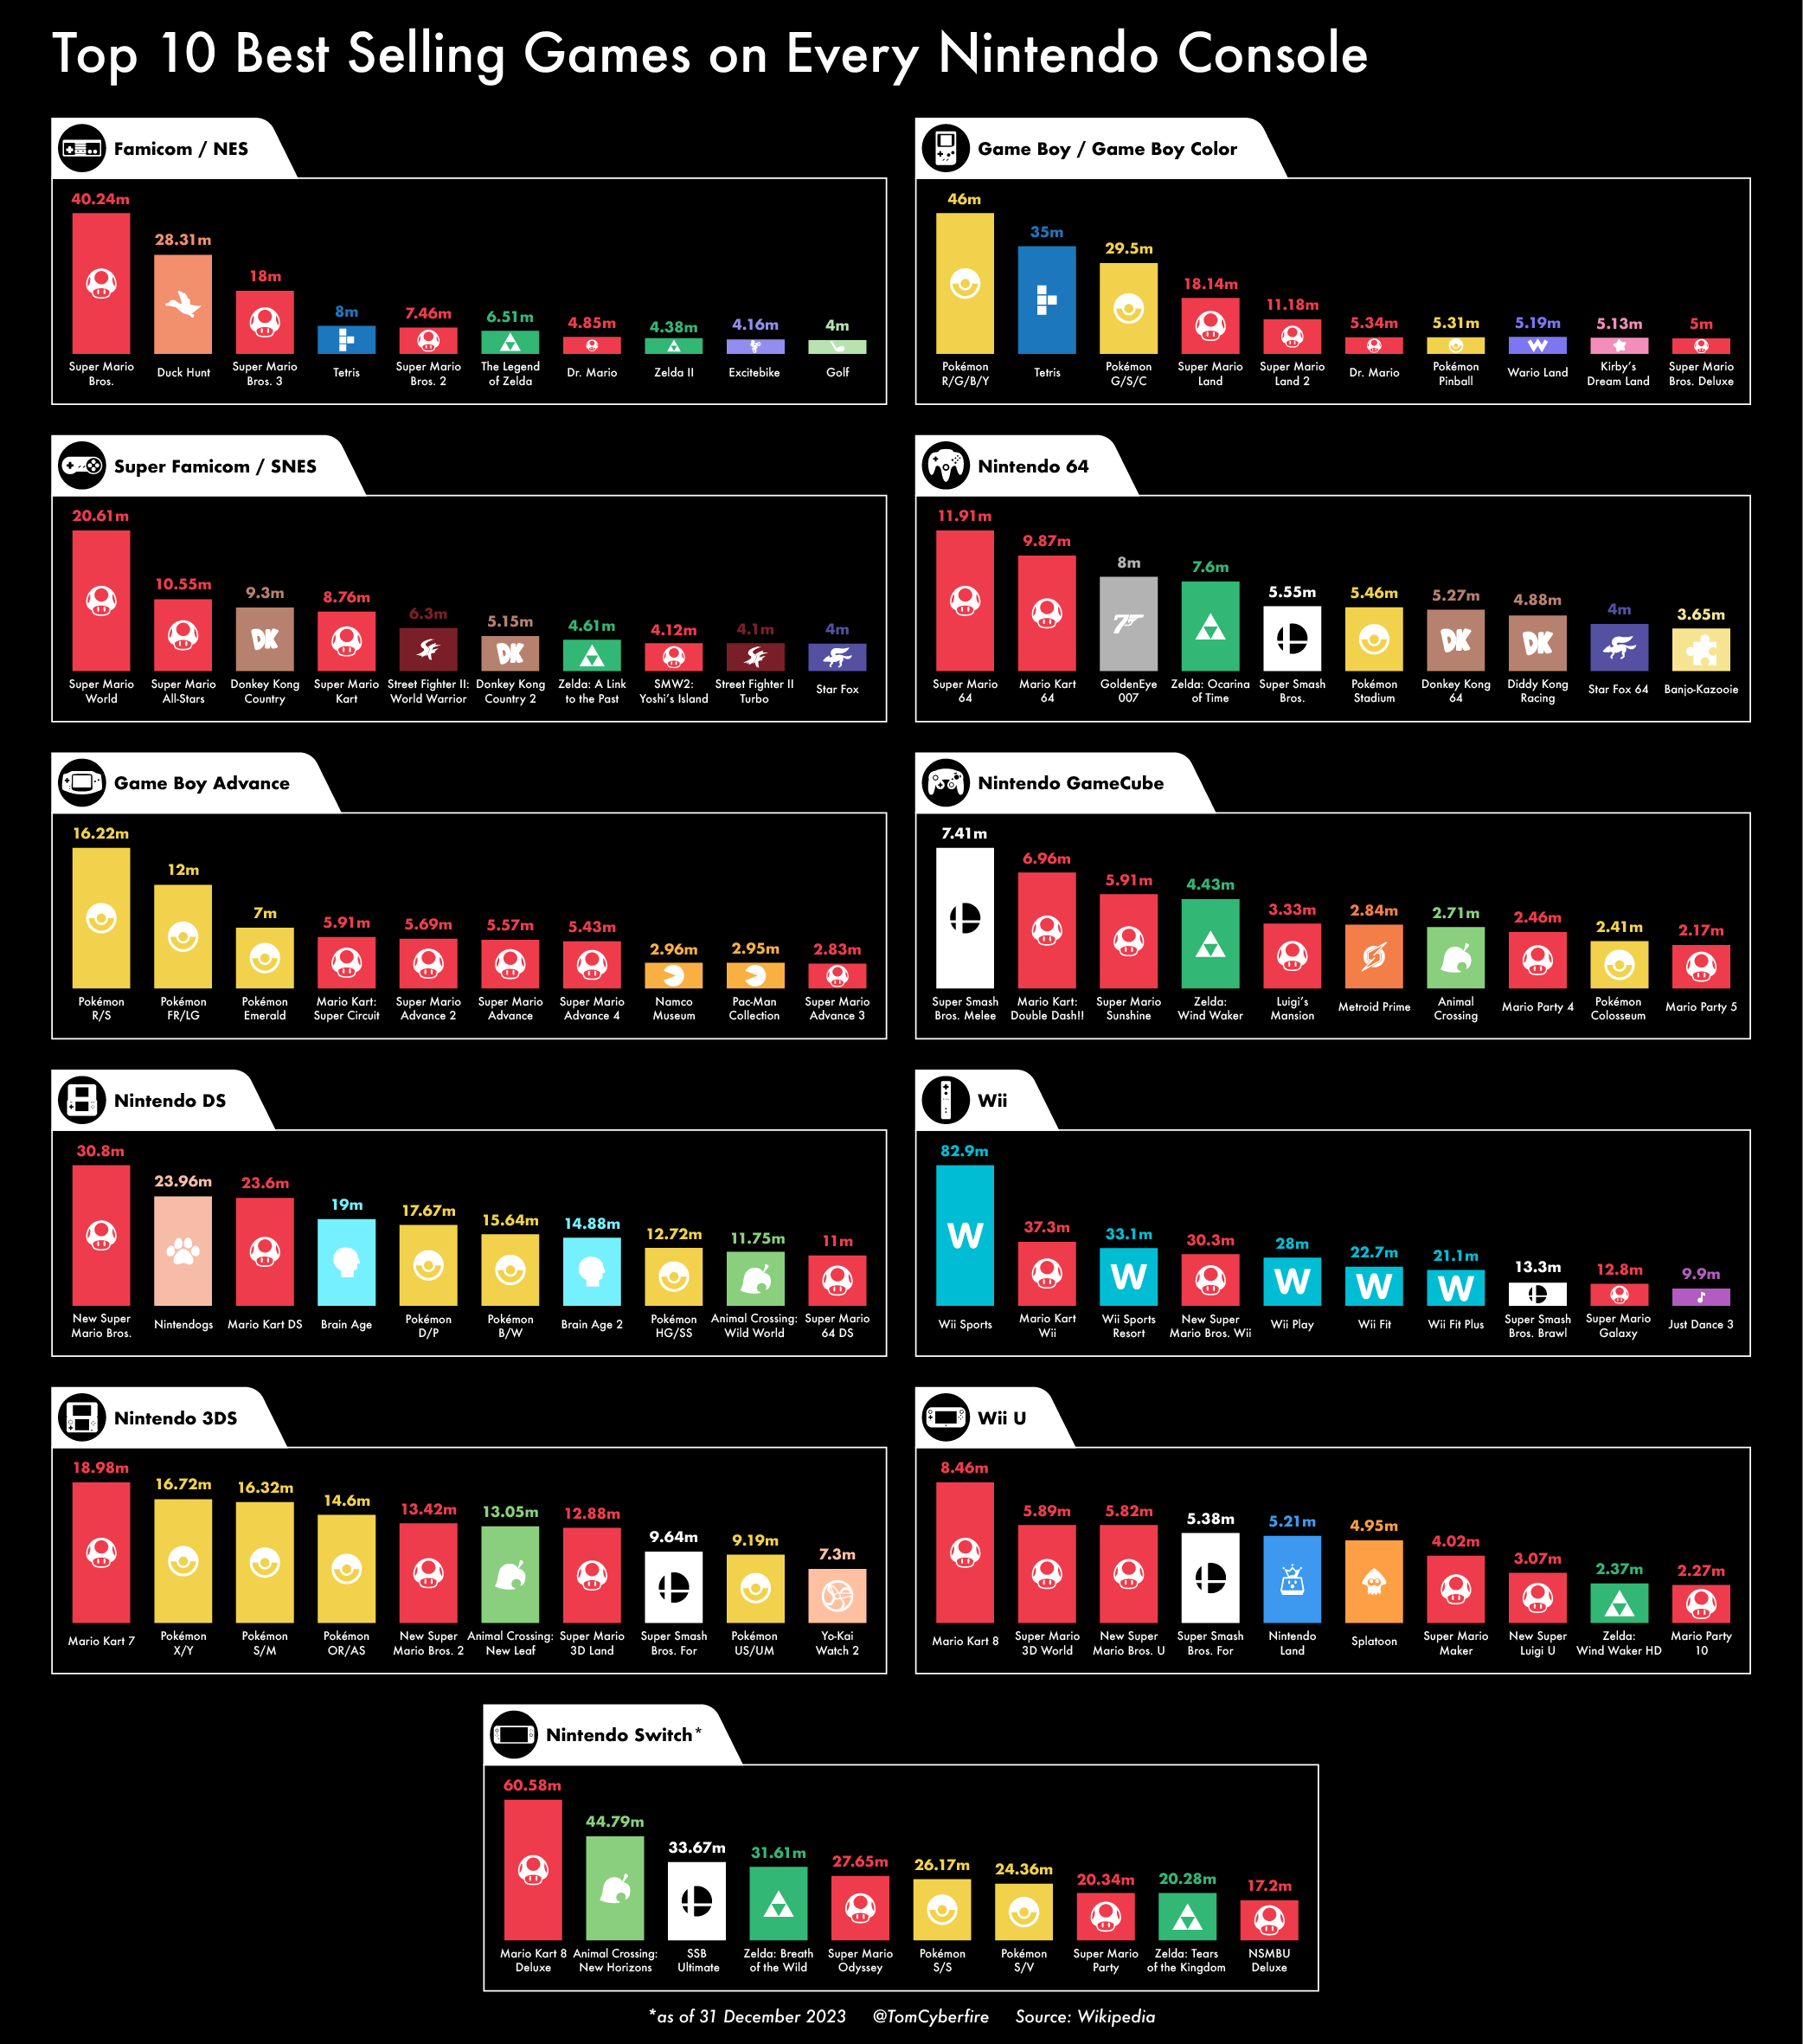 Top 10 Best Selling Games on Every Nintendo Console
Famicom / NES
40.24m
28.31m
18m
8m
7.46m
6.51m
4.85m
4.38m
4.16m
4m
Super Mario
Bros.
Duck Hunt
Super Mario
Bros. 3
Tetris
Super Mario
Bros. 2
The Legend
of Zelda
Dr. Mario
Zelda II
Excitebike
Golf
Game Boy / Game Boy Color
46m
35m
29.5m
18.14m
11.18m
5.34m
5.31m
5.19m
5.13m
5m
W
Pokémon
R/G/B/Y
Tetris
Pokémon
G/S/C
Super Mario
Land
Super Mario
Land 2
Dr. Mario
Pokémon
Pinball
Wario Land
Kirby's
Dream Land
Super Mario
Bros. Deluxe
Super Famicom / SNES
20.61m
10.55m
9.3m
8.76m
6.3m
5.15m
4.61m
4.12m
4.1m
4m
DK
DK
Super Mario
World
Super Mario
All-Stars
Donkey Kong
Country
Super Mario
Kart
Street Fighter II:
World Warrior
Donkey Kong
Country 2
Zelda: A Link
to the Past
SMW2:
Yoshi's Island
Street Fighter II
Turbo
Star Fox
Nintendo 64
11.91m
9.87m
8m
7.6m
5.55m
5.46m
5.27m
4.88m
4m
3.65m
DK
DK
Super Mario
64
Mario Kart
64
GoldenEye
007
Zelda: Ocarina
of Time
Super Smash
Bros.
Pokémon
Stadium
Donkey Kong
64
Diddy Kong
Racing
Star Fox 64
Banjo-Kazooie
Game Boy Advance
16.22m
12m
7m
5.91m
5.69m
5.57m
5.43m
2.96m
2.95m
2.83m
Pokémon
R/S
Pokémon
FR/LG
Pokémon
Emerald
Mario Kart:
Super Circuit
Super Mario
Advance 2
Super Mario
Advance
Super Mario
Advance 4
Namco
Museum
Pac-Man
Collection
Super Mario
Advance 3
Nintendo GameCube
7.41m
6.96m
5.91m
4.43m
3.33m
2.84m
2.71m
2.46m
2.41m
2.17m
Super Smash
Bros. Melee
Mario Kart:
Double Dash!!
Super Mario
Sunshine
Zelda:
Wind Waker
Luigi's
Mansion
Metroid Prime
Animal
Crossing
Mario Party 4
Pokémon
Colosseum
Mario Party 5
Nintendo DS
30.8m
23.96m
23.6m
19m
17.67m
15.64m
14.88m
12.72m
11.75m
11m
New Super
Mario Bros.
Nintendogs
Mario Kart DS
Brain Age
Pokémon
D/P
Pokémon
B/W
Brain Age 2
Pokémon
HG/SS
Animal Crossing:
Wild World
Super Mario
64 DS
Wii
82.9m
37.3m
33.1m
30.3m
28m
22.7m
21.1m
13.3m
12.8m
9.9m
W
W
W
W
W
Wii Sports
Mario Kart
Wii
Wii Sports
Resort
New Super
Mario Bros. Wii
Wii Play
Wii Fit
Wii Fit Plus
Super Smash
Bros. Brawl
Super Mario
Galaxy
Just Dance 3
Nintendo 3DS
18.98m
16.72m
16.32m
14.6m
13.42m
13.05m
12.88m
9.64m
9.19m
7.3m
Mario Kart 7
Pokémon
X/Y
Pokémon
S/M
Pokémon
OR/AS
New Super
Mario Bros. 2
Animal Crossing:
New Leaf
Super Mario
3D Land
Super Smash
Bros. For
Pokémon
US/UM
Yo-Kai
Watch 2
Wii U
8.46m
5.89m
5.82m
5.38m
5.21m
4.95m
4.02m
3.07m
2.37m
2.27m
Mario Kart 8
Super Mario
3D World
New Super
Mario Bros. U
Super Smash
Bros. For
Nintendo
Land
Splatoon
Super Mario
Maker
New Super
Luigi U
Zelda:
Wind Waker HD
Mario Party
10
Nintendo Switch*
60.58m
44.79m
33.67m
31.61m
27.65m
26.17m
24.36m
20.34m
20.28m
17.2m
Mario Kart 8
Deluxe
Animal Crossing:
New Horizons
SSB
Ultimate
Zelda: Breath
of the Wild
Super Mario
Odyssey
Pokémon
S/S
Pokémon
S/V
Super Mario
Party
Zelda: Tears
of the Kingdom
NSMBU
Deluxe
*as of 31 December 2023 @TomCyberfire Source: Wikipedia